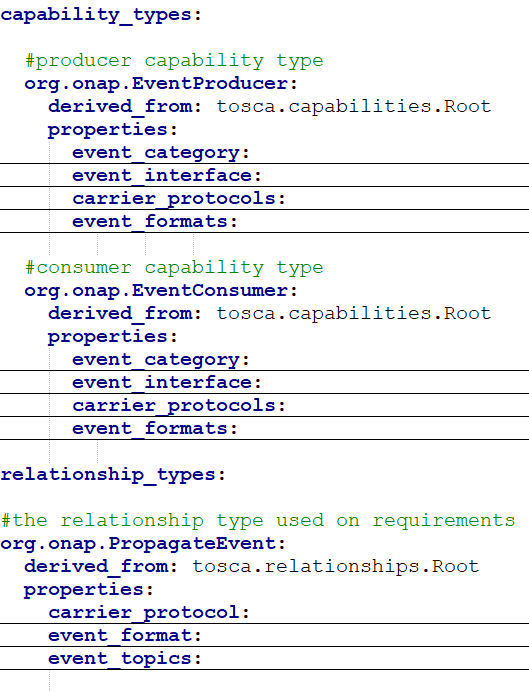 capability_types:
#producer capability type
org.onap.EventProducer:
derived_from: tosca.capabilities.Root
properties:
event_category:
event_interface:
carrier_protocols:
event_formats:
#consumer capability type
org.onap.EventConsumer:
derived_from: tosca.capabilities.Root
properties:
event_category:
event_interface:
carrier_protocols:
event_formats:
relationship_types:
#the relationship type used on requirements
org.onap.PropagateEvent:
derived_from: tosca.relationships.Root
properties:
carrier_protocol:
event_format:
event_topics: